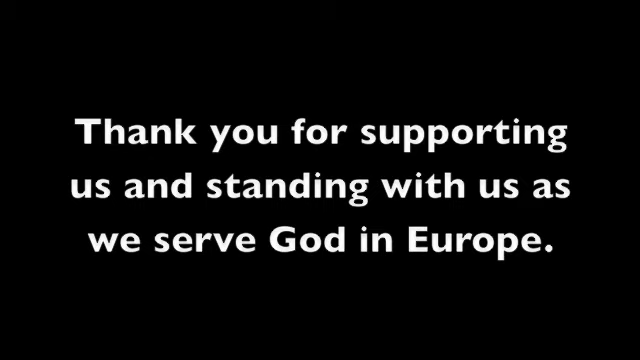 Thank you for supporting
us and standing with us as
we serve God in Europe.